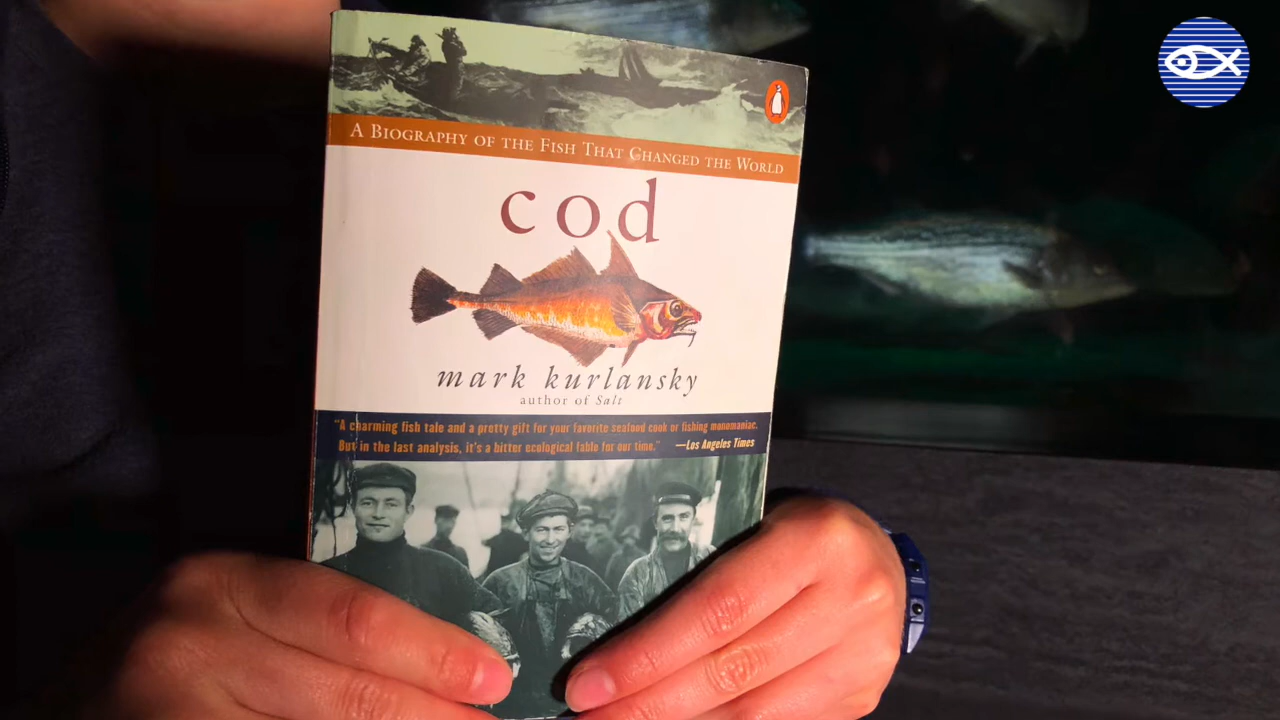 A Biography of the Fish That Changed the World
cod
mark kurlansky
author of Salt
"A charming fish tale and a pretty gift for your favorite seafood cook or fishing monomaniac.
But in the last analysis, it's a bitter ecological fable for our time." —Los Angeles Times